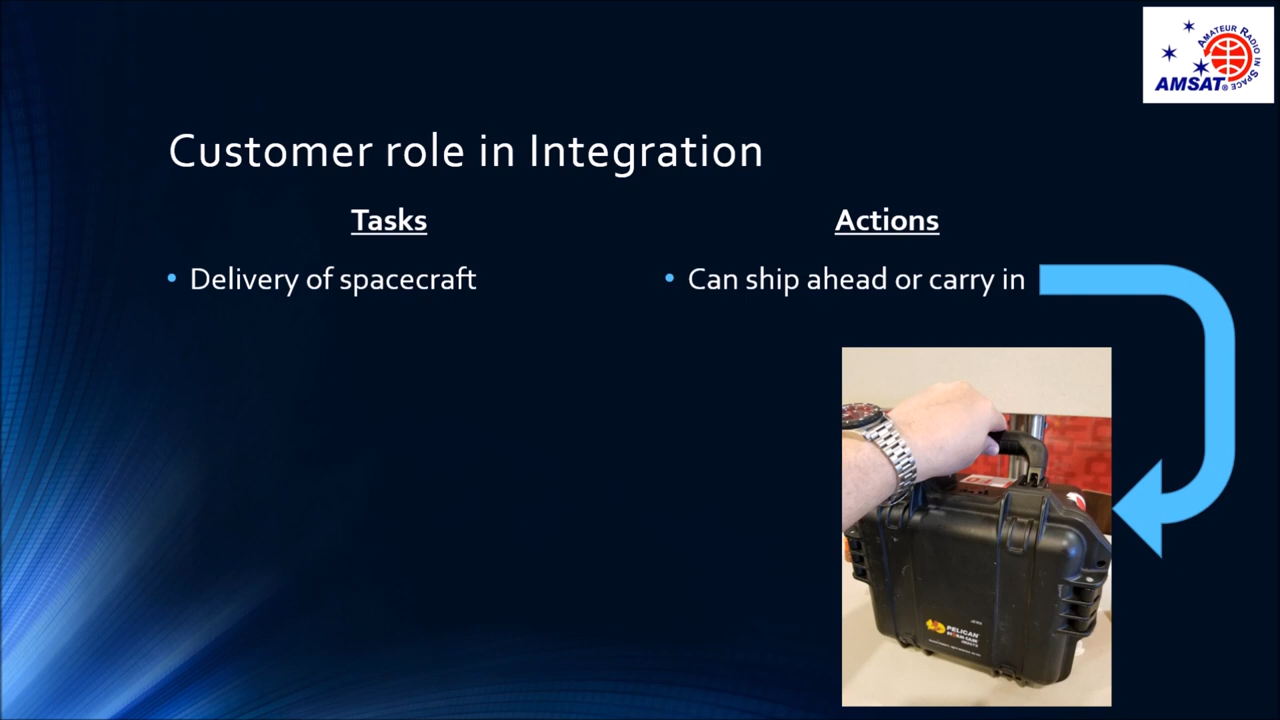 AMATEUR RADIO IN SPACE
AMSAT®
Customer role in Integration
Tasks
Actions
• Delivery of spacecraft
• Can ship ahead or carry in
PELICAN